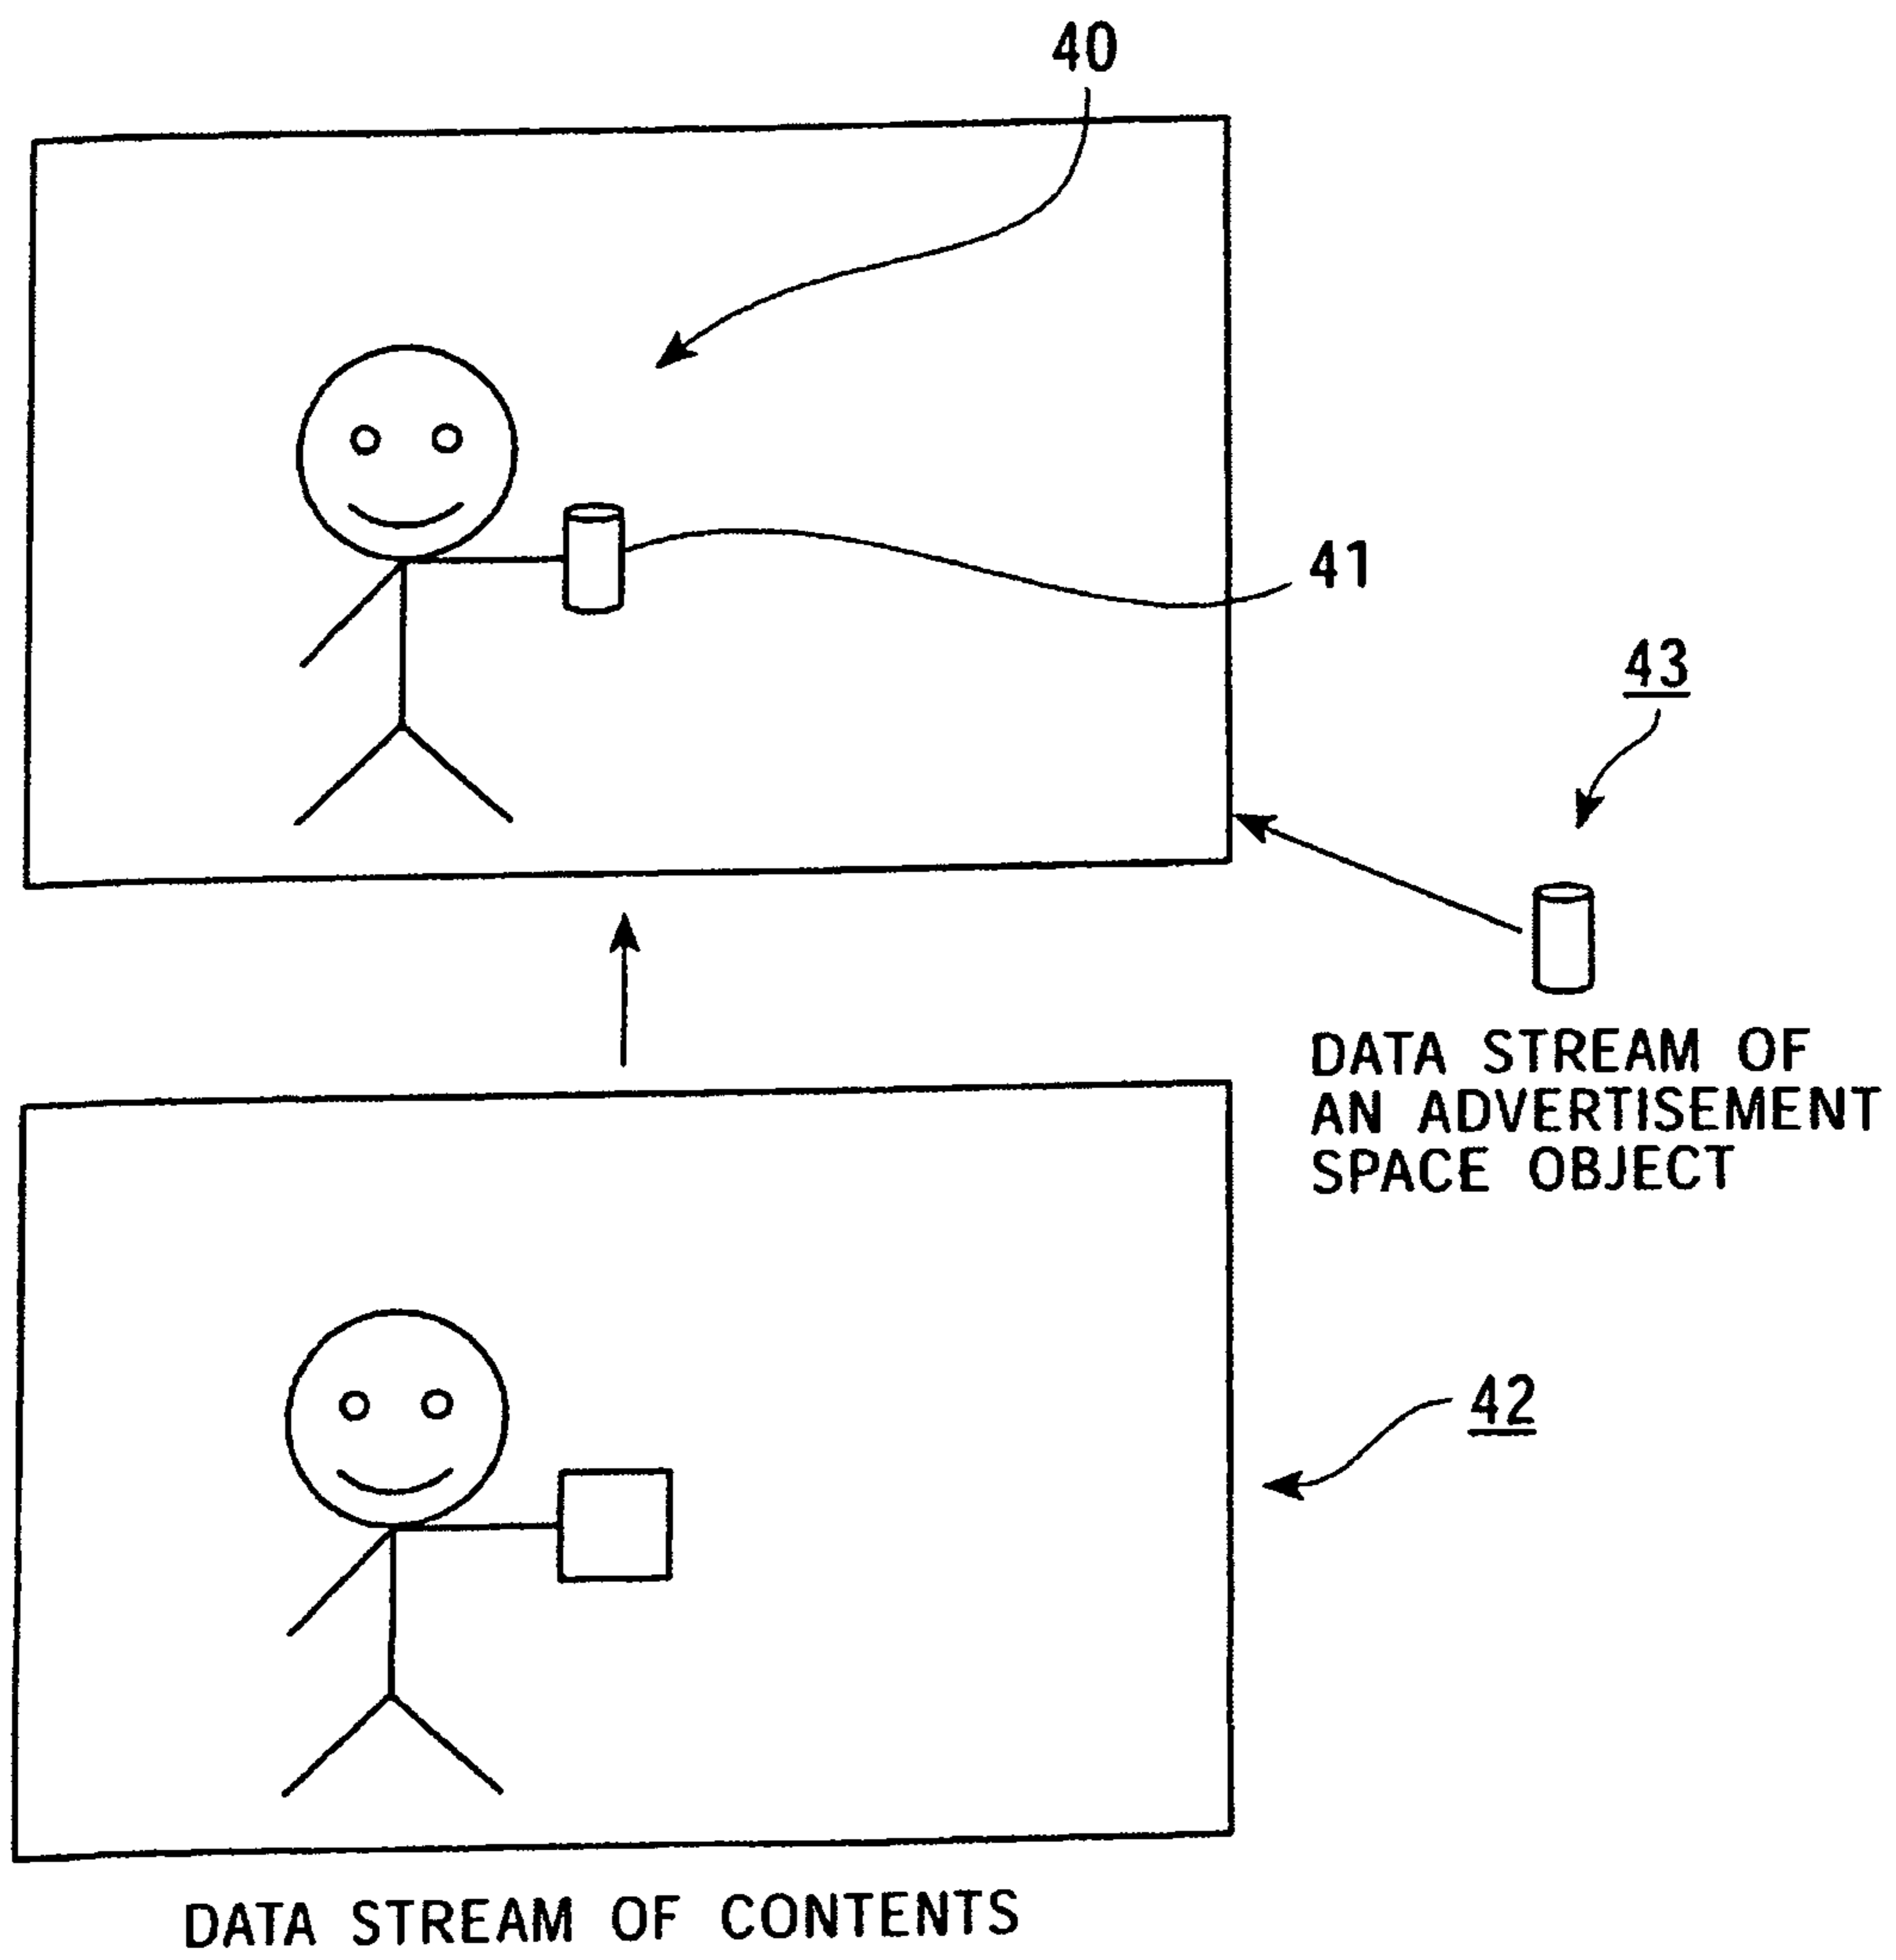 40
41
43
DATA STREAM OF
AN ADVERTISEMENT
SPACE OBJECT
42
DATA STREAM OF CONTENTS